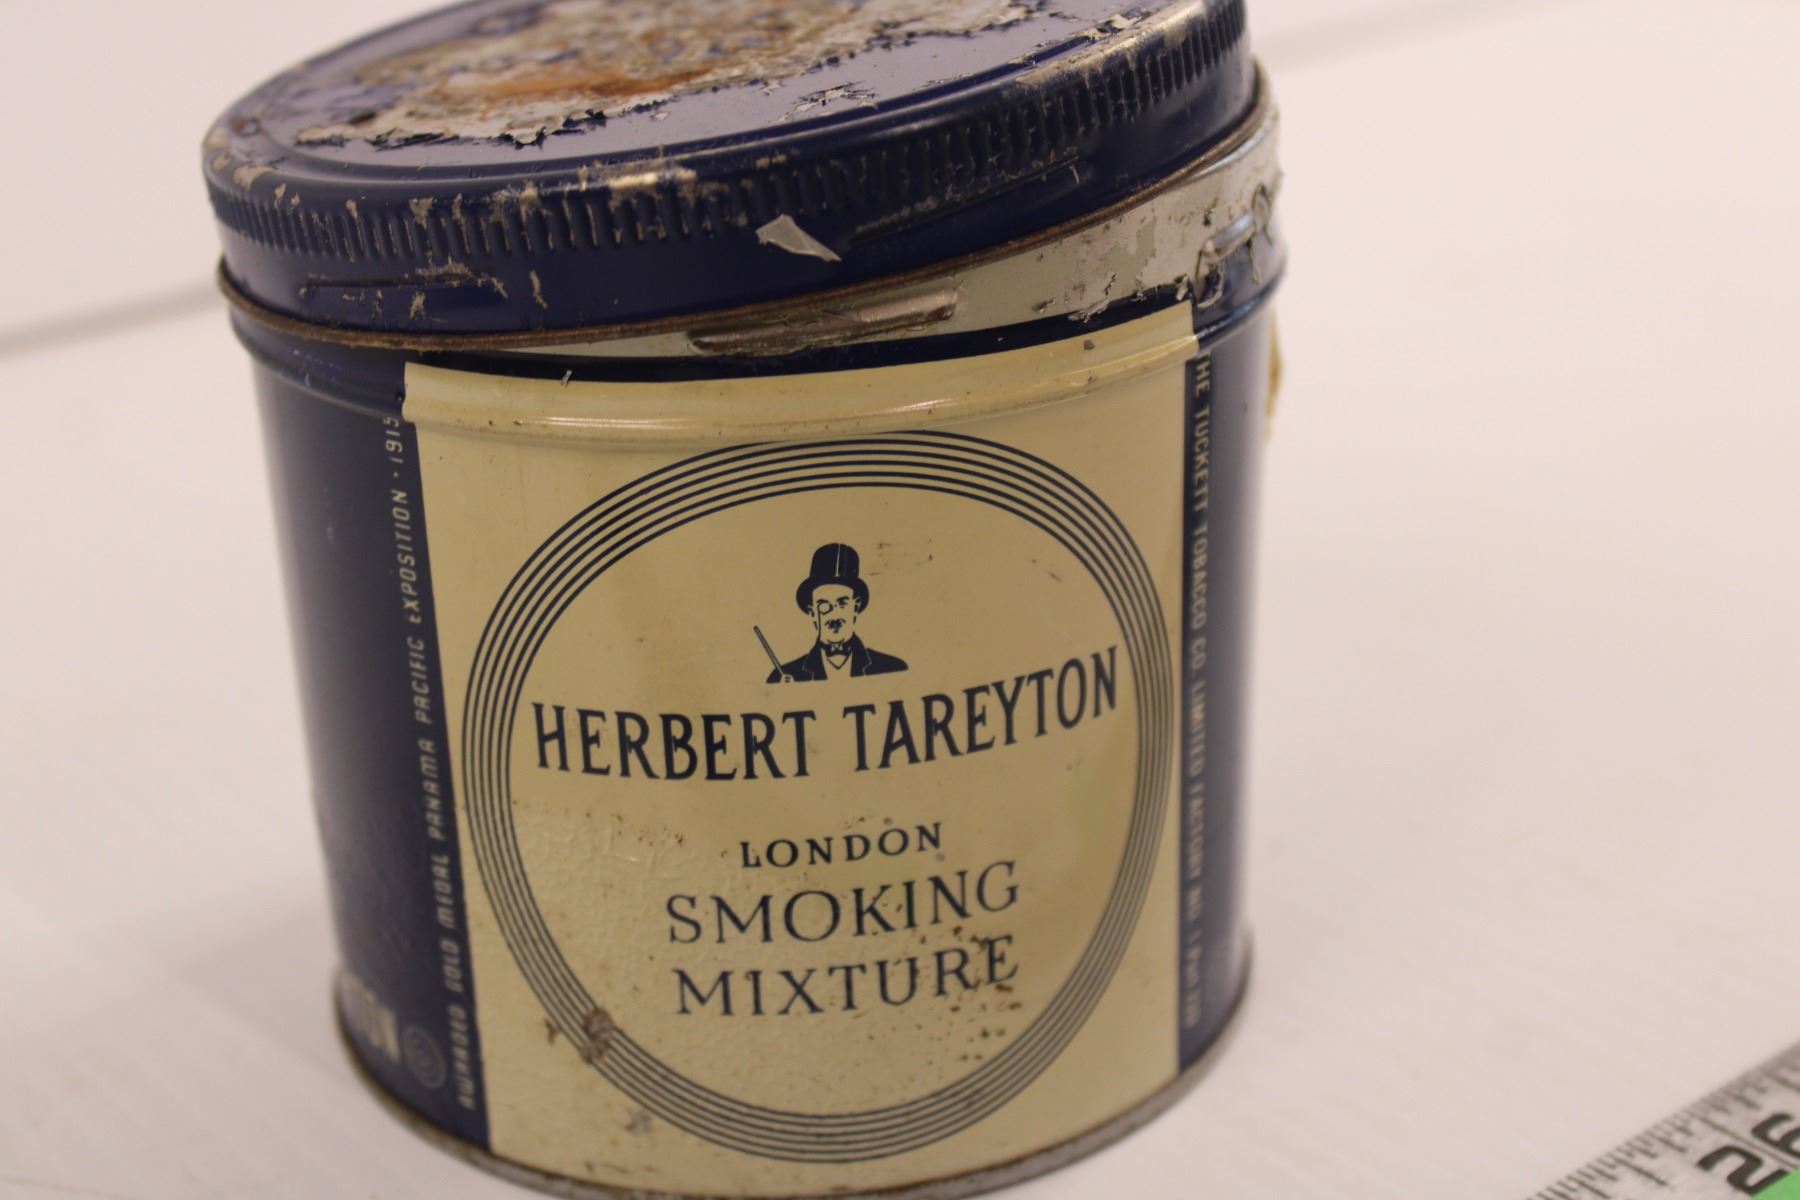 HERBERT TAREYTON
LONDON
SMOKING
MIXTURE
AWARDED GOLD MEDAL PANAMA PACIFIC EXPOSITION · 1915
THE TUCKETT TOBACCO CO. LIMITED FACTORY NO.
26